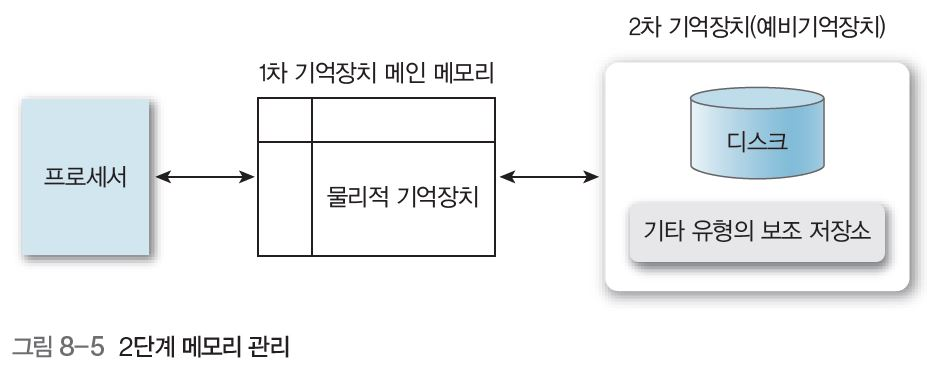 2차 기억장치(예비기억장치)
1차 기억장치 메인 메모리
프로세서
물리적 기억장치
디스크
기타 유형의 보조 저장소
그림 8-5 2단계 메모리 관리